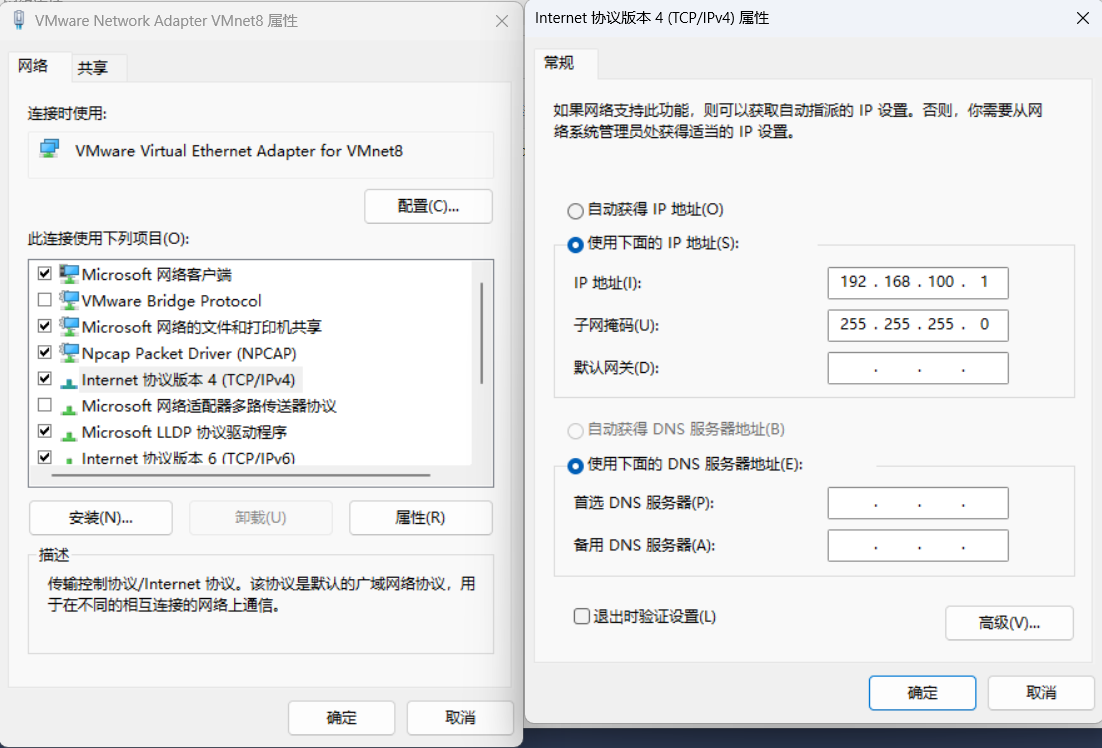 VMware Network Adapter VMnet8 属性
网络
共享
连接时使用:
VMware Virtual Ethernet Adapter for VMnet8
配置(C)...
此连接使用下列项目(O):
Microsoft 网络客户端
VMware Bridge Protocol
Microsoft 网络的文件和打印机共享
Npcap Packet Driver (NPCAP)
Internet 协议版本 4 (TCP/IPv4)
Microsoft 网络适配器多路传送器协议
Microsoft LLDP 协议驱动程序
Internet 协议版本 6 (TCP/IPv6)
安装(N)...
卸载(U)
属性(R)
描述
传输控制协议/Internet 协议。该协议是默认的广域网络协议，用
于在不同的相互连接的网络上通信。
确定
取消
Internet 协议版本 4 (TCP/IPv4) 属性
常规
如果网络支持此功能，则可以获取自动指派的 IP 设置。否则，你需要从网
络系统管理员处获得适当的 IP 设置。
自动获得 IP 地址(O)
使用下面的 IP 地址(S):
IP 地址(I):
192 . 168 . 100 . 1
子网掩码(U):
255 . 255 . 255 . 0
默认网关(D):
. . .
自动获得 DNS 服务器地址(B)
使用下面的 DNS 服务器地址(E):
首选 DNS 服务器(P):
. . .
备用 DNS 服务器(A):
. . .
退出时验证设置(L)
高级(V)...
确定
取消